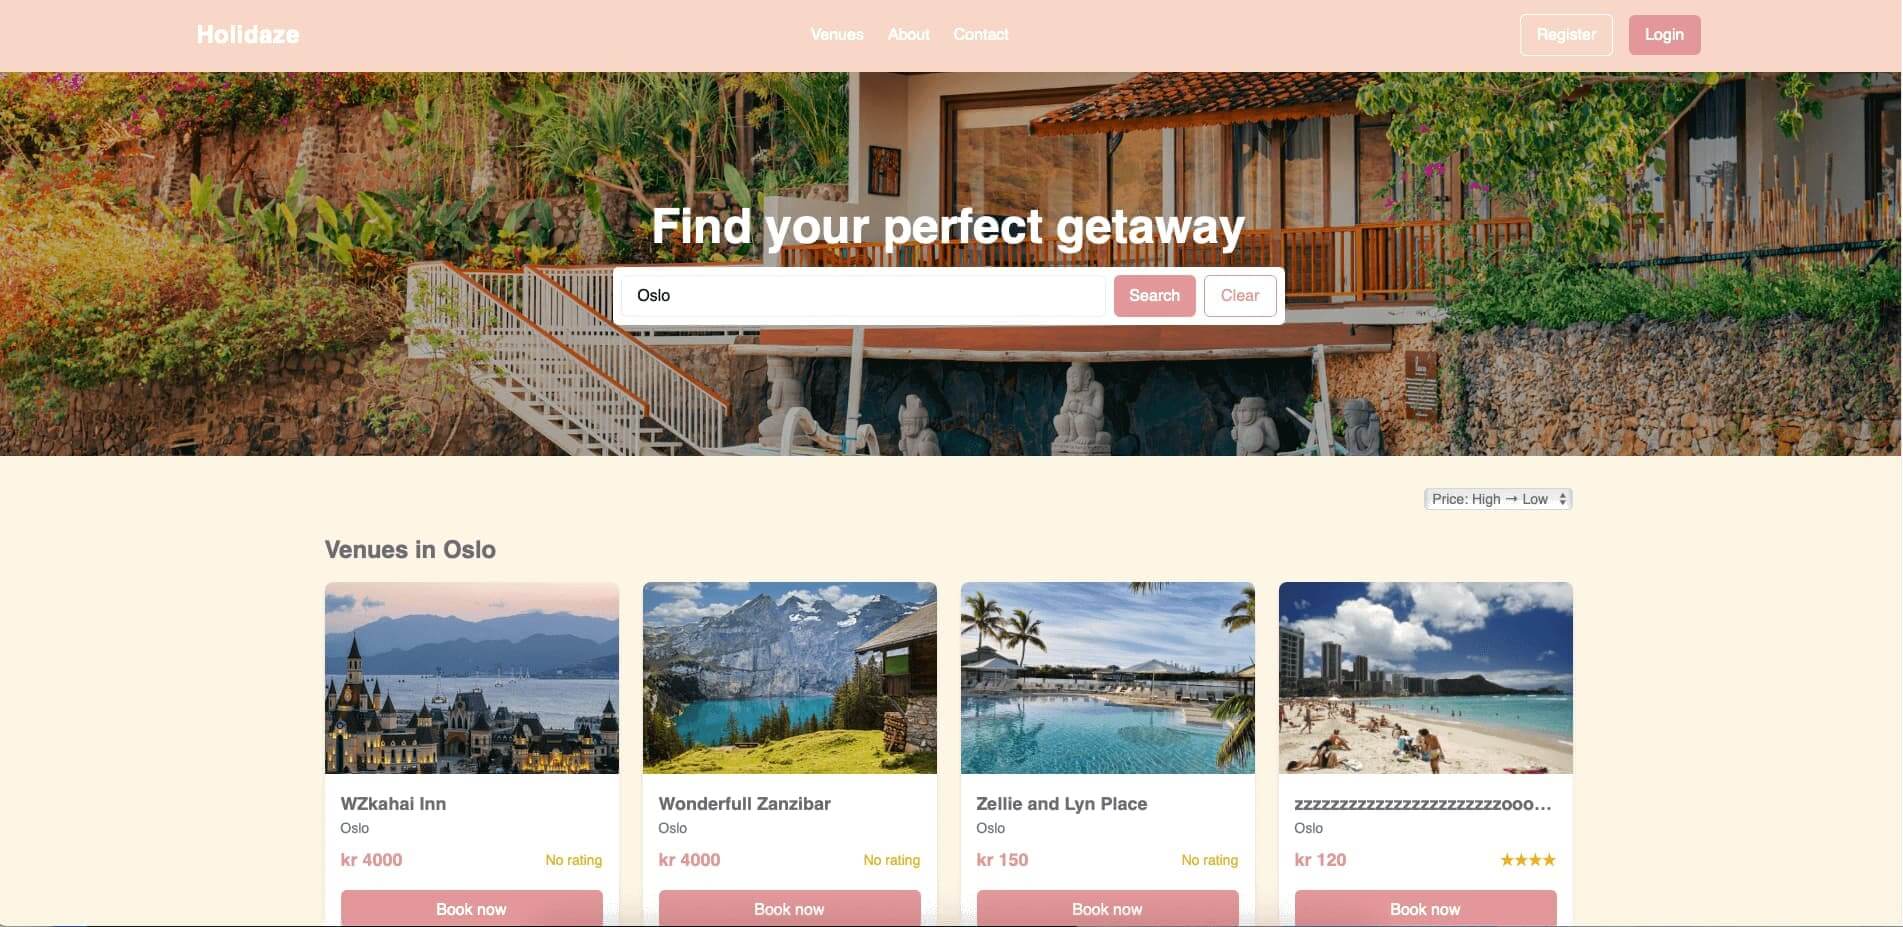 Holidaze
Venues About Contact
Register Login
Find your perfect getaway
Oslo Search Clear
Price: High → Low
Venues in Oslo
WZkahai Inn
Oslo
kr 4000 No rating
Book now
Wonderfull Zanzibar
Oslo
kr 4000 No rating
Book now
Zellie and Lyn Place
Oslo
kr 150 No rating
Book now
zzzzzzzzzzzzzzzzzzzzzzzooo...
Oslo
kr 120 ★★★★
Book now